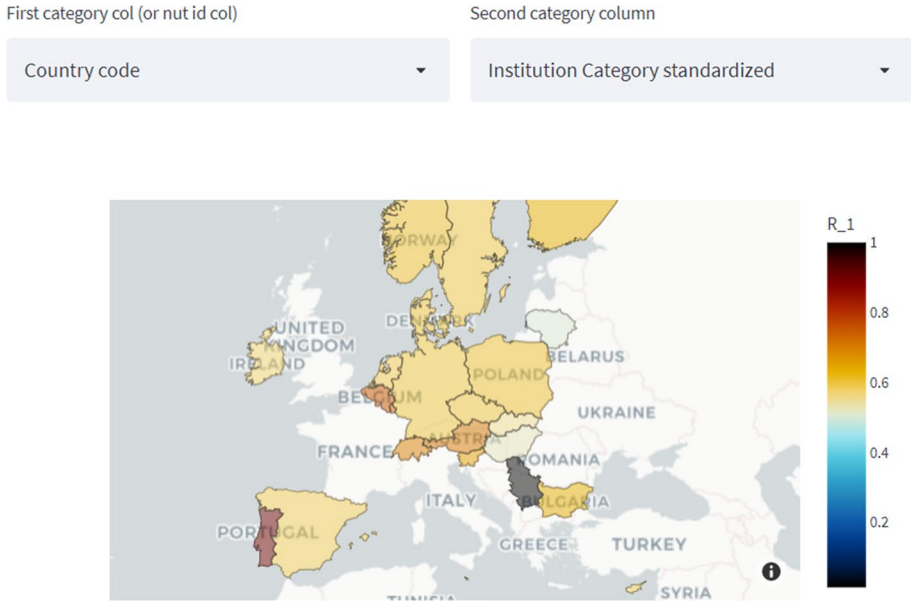 First category col (or nut id col)
Second category column
Country code
Institution Category standardized
R_1
1
0.8
0.6
0.4
0.2
NORWAY
DENMARK
UNITED
KINGDOM
IRELAND
BELARUS
POLAND
BELGIUM
UKRAINE
AUSTRIA
FRANCE
ROMANIA
ITALY
BULGARIA
PORTUGAL
GREECE
TURKEY
SYRIA
TUNISIA